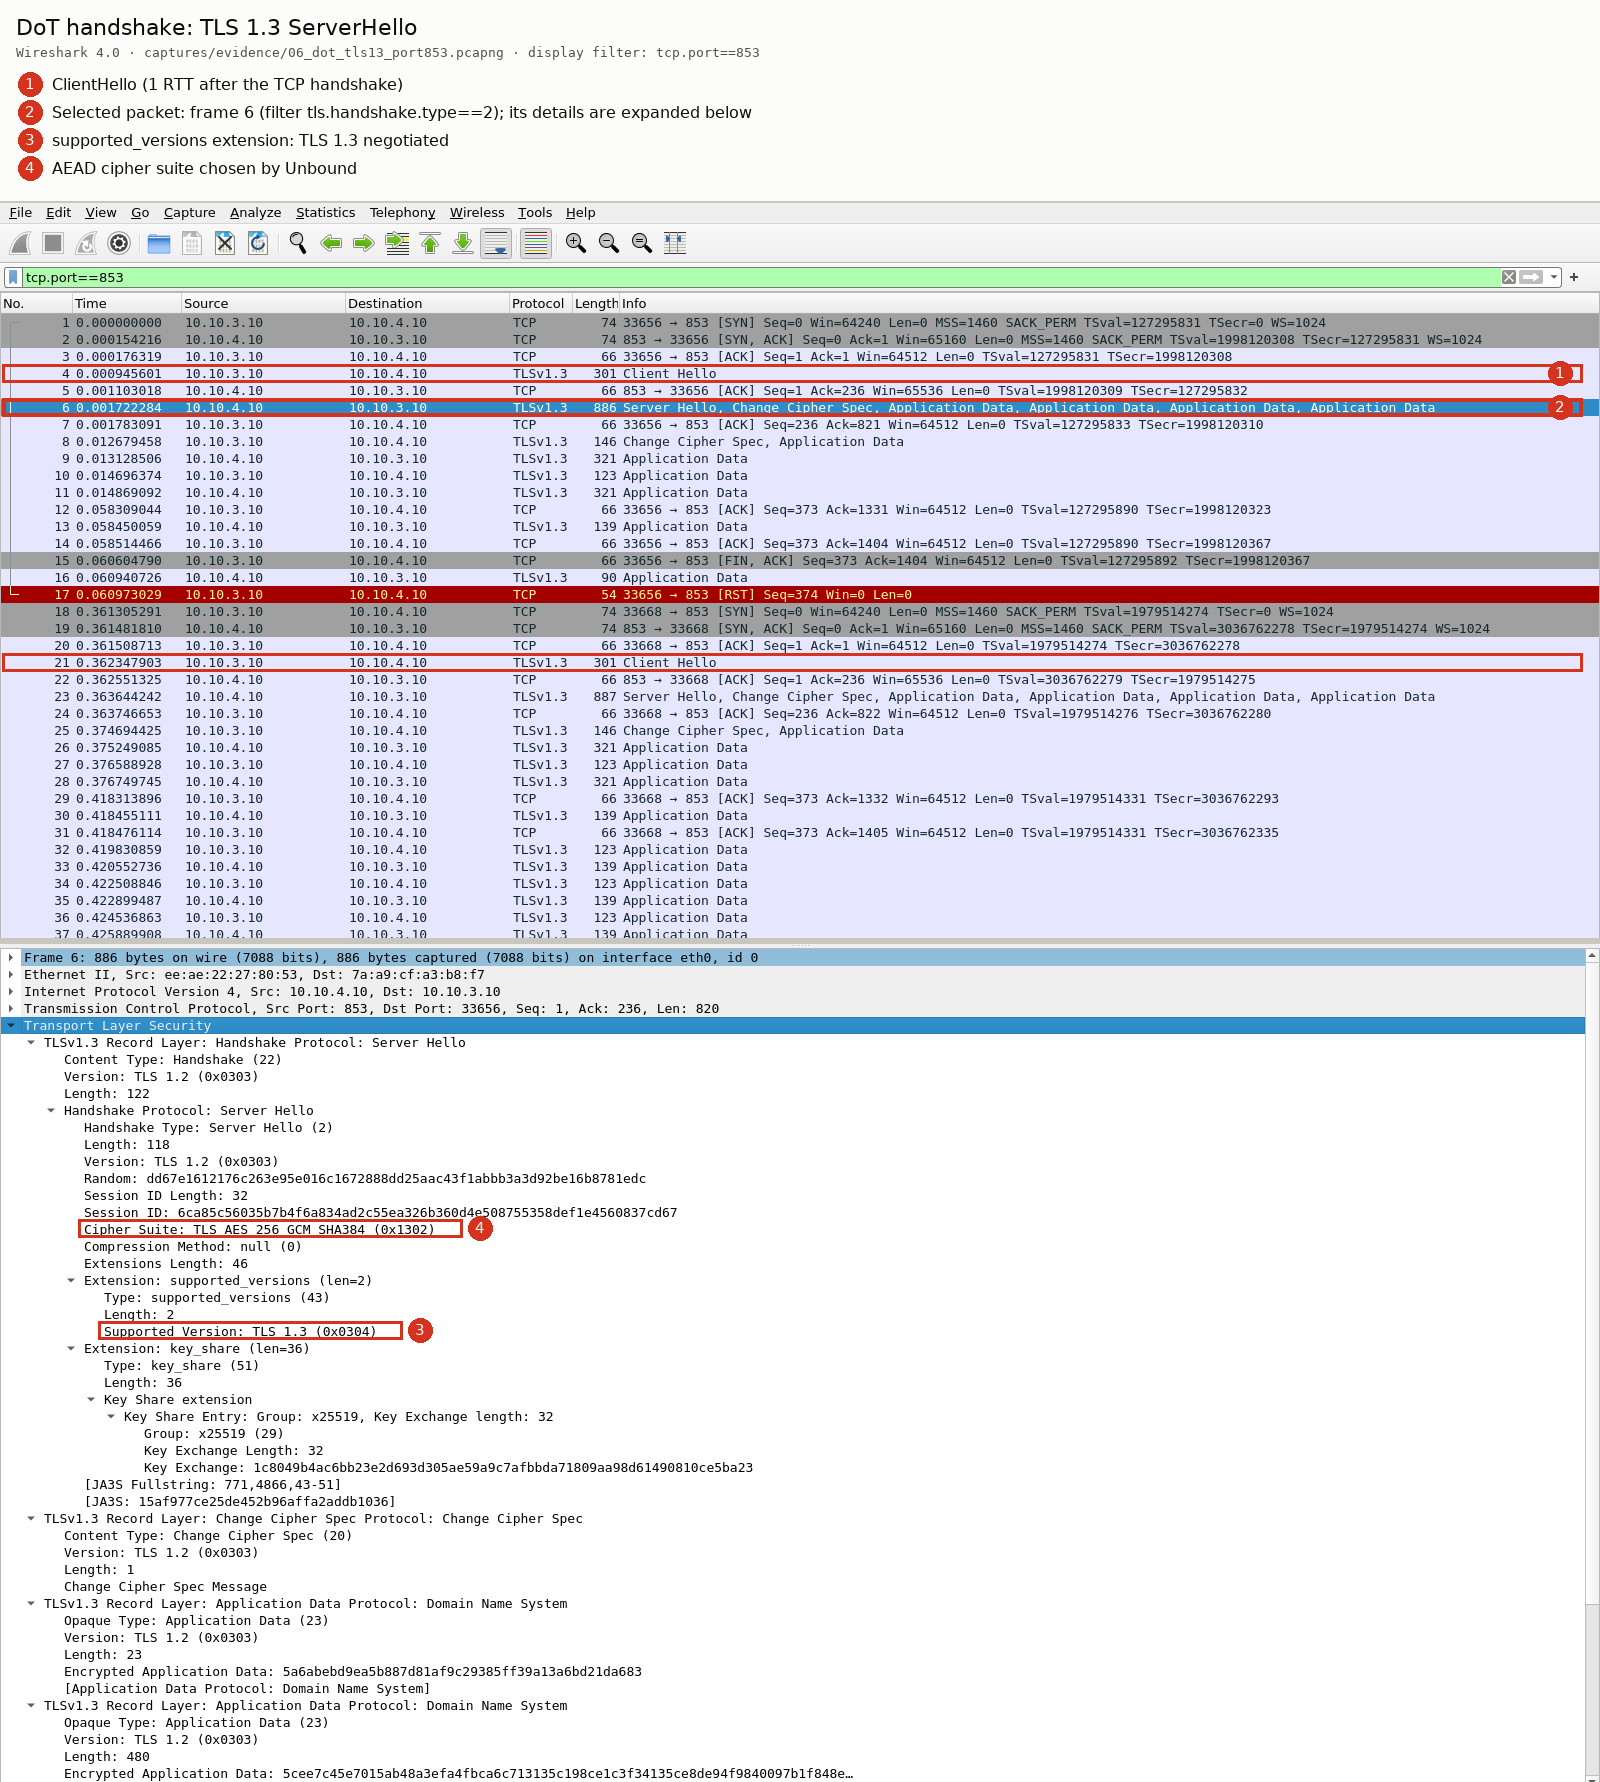 DoT handshake: TLS 1.3 ServerHello
Wireshark 4.0 · captures/evidence/06_dot_tls13_port853.pcapng · display filter: tcp.port==853
1 ClientHello (1 RTT after the TCP handshake)
2 Selected packet: frame 6 (filter tls.handshake.type==2); its details are expanded below
3 supported_versions extension: TLS 1.3 negotiated
4 AEAD cipher suite chosen by Unbound
File Edit View Go Capture Analyze Statistics Telephony Wireless Tools Help
tcp.port==853
No. Time Source Destination Protocol Length Info
1 0.000000000 10.10.3.10 10.10.4.10 TCP 74 33656 → 853 [SYN] Seq=0 Win=64240 Len=0 MSS=1460 SACK_PERM TSval=127295831 TSecr=0 WS=1024
2 0.000154216 10.10.4.10 10.10.3.10 TCP 74 853 → 33656 [SYN, ACK] Seq=0 Ack=1 Win=65160 Len=0 MSS=1460 SACK_PERM TSval=1998120308 TSecr=127295831 WS=1024
3 0.000176319 10.10.3.10 10.10.4.10 TCP 66 33656 → 853 [ACK] Seq=1 Ack=1 Win=64512 Len=0 TSval=127295831 TSecr=1998120308
4 0.000945601 10.10.3.10 10.10.4.10 TLSv1.3 301 Client Hello 1
5 0.001103018 10.10.4.10 10.10.3.10 TCP 66 853 → 33656 [ACK] Seq=1 Ack=236 Win=65536 Len=0 TSval=1998120309 TSecr=127295832
6 0.001722284 10.10.4.10 10.10.3.10 TLSv1.3 886 Server Hello, Change Cipher Spec, Application Data, Application Data, Application Data, Application Data 2
7 0.001783091 10.10.3.10 10.10.4.10 TCP 66 33656 → 853 [ACK] Seq=236 Ack=821 Win=64512 Len=0 TSval=127295833 TSecr=1998120310
8 0.012679458 10.10.3.10 10.10.4.10 TLSv1.3 146 Change Cipher Spec, Application Data
9 0.013128506 10.10.4.10 10.10.3.10 TLSv1.3 321 Application Data
10 0.014696374 10.10.3.10 10.10.4.10 TLSv1.3 123 Application Data
11 0.014869092 10.10.4.10 10.10.3.10 TLSv1.3 321 Application Data
12 0.058309044 10.10.3.10 10.10.4.10 TCP 66 33656 → 853 [ACK] Seq=373 Ack=1331 Win=64512 Len=0 TSval=127295890 TSecr=1998120323
13 0.058450059 10.10.4.10 10.10.3.10 TLSv1.3 139 Application Data
14 0.058514466 10.10.3.10 10.10.4.10 TCP 66 33656 → 853 [ACK] Seq=373 Ack=1404 Win=64512 Len=0 TSval=127295890 TSecr=1998120367
15 0.060604790 10.10.3.10 10.10.4.10 TCP 66 33656 → 853 [FIN, ACK] Seq=373 Ack=1404 Win=64512 Len=0 TSval=127295892 TSecr=1998120367
16 0.060940726 10.10.4.10 10.10.3.10 TLSv1.3 90 Application Data
17 0.060973029 10.10.3.10 10.10.4.10 TCP 54 33656 → 853 [RST] Seq=374 Win=0 Len=0
18 0.361305291 10.10.3.10 10.10.4.10 TCP 74 33668 → 853 [SYN] Seq=0 Win=64240 Len=0 MSS=1460 SACK_PERM TSval=1979514274 TSecr=0 WS=1024
19 0.361481810 10.10.4.10 10.10.3.10 TCP 74 853 → 33668 [SYN, ACK] Seq=0 Ack=1 Win=65160 Len=0 MSS=1460 SACK_PERM TSval=3036762278 TSecr=1979514274 WS=1024
20 0.361508713 10.10.3.10 10.10.4.10 TCP 66 33668 → 853 [ACK] Seq=1 Ack=1 Win=64512 Len=0 TSval=1979514274 TSecr=3036762278
21 0.362347903 10.10.3.10 10.10.4.10 TLSv1.3 301 Client Hello
22 0.362551325 10.10.4.10 10.10.3.10 TCP 66 853 → 33668 [ACK] Seq=1 Ack=236 Win=65536 Len=0 TSval=3036762279 TSecr=1979514275
23 0.363644242 10.10.4.10 10.10.3.10 TLSv1.3 887 Server Hello, Change Cipher Spec, Application Data, Application Data, Application Data, Application Data
24 0.363746653 10.10.3.10 10.10.4.10 TCP 66 33668 → 853 [ACK] Seq=236 Ack=822 Win=64512 Len=0 TSval=1979514276 TSecr=3036762280
25 0.374694425 10.10.3.10 10.10.4.10 TLSv1.3 146 Change Cipher Spec, Application Data
26 0.375249085 10.10.4.10 10.10.3.10 TLSv1.3 321 Application Data
27 0.376588928 10.10.3.10 10.10.4.10 TLSv1.3 123 Application Data
28 0.376749745 10.10.4.10 10.10.3.10 TLSv1.3 321 Application Data
29 0.418313896 10.10.3.10 10.10.4.10 TCP 66 33668 → 853 [ACK] Seq=373 Ack=1332 Win=64512 Len=0 TSval=1979514331 TSecr=3036762293
30 0.418455111 10.10.4.10 10.10.3.10 TLSv1.3 139 Application Data
31 0.418476114 10.10.3.10 10.10.4.10 TCP 66 33668 → 853 [ACK] Seq=373 Ack=1405 Win=64512 Len=0 TSval=1979514331 TSecr=3036762335
32 0.419830859 10.10.3.10 10.10.4.10 TLSv1.3 123 Application Data
33 0.420552736 10.10.4.10 10.10.3.10 TLSv1.3 139 Application Data
34 0.422508846 10.10.3.10 10.10.4.10 TLSv1.3 123 Application Data
35 0.422899487 10.10.4.10 10.10.3.10 TLSv1.3 139 Application Data
36 0.424536863 10.10.3.10 10.10.4.10 TLSv1.3 123 Application Data
37 0.425889908 10.10.4.10 10.10.3.10 TLSv1.3 139 Application Data
Frame 6: 886 bytes on wire (7088 bits), 886 bytes captured (7088 bits) on interface eth0, id 0
Ethernet II, Src: ee:ae:22:27:80:53, Dst: 7a:a9:cf:a3:b8:f7
Internet Protocol Version 4, Src: 10.10.4.10, Dst: 10.10.3.10
Transmission Control Protocol, Src Port: 853, Dst Port: 33656, Seq: 1, Ack: 236, Len: 820
Transport Layer Security
TLSv1.3 Record Layer: Handshake Protocol: Server Hello
Content Type: Handshake (22)
Version: TLS 1.2 (0x0303)
Length: 122
Handshake Protocol: Server Hello
Handshake Type: Server Hello (2)
Length: 118
Version: TLS 1.2 (0x0303)
Random: dd67e1612176c263e95e016c1672888dd25aac43f1abbb3a3d92be16b8781edc
Session ID Length: 32
Session ID: 6ca85c56035b7b4f6a834ad2c55ea326b360d4e508755358def1e4560837cd67
Cipher Suite: TLS_AES_256_GCM_SHA384 (0x1302) 4
Compression Method: null (0)
Extensions Length: 46
Extension: supported_versions (len=2)
Type: supported_versions (43)
Length: 2
Supported Version: TLS 1.3 (0x0304) 3
Extension: key_share (len=36)
Type: key_share (51)
Length: 36
Key Share extension
Key Share Entry: Group: x25519, Key Exchange length: 32
Group: x25519 (29)
Key Exchange Length: 32
Key Exchange: 1c8049b4ac6bb23e2d693d305ae59a9c7afbbda71809aa98d61490810ce5ba23
[JA3S Fullstring: 771,4866,43-51]
[JA3S: 15af977ce25de452b96affa2addb1036]
TLSv1.3 Record Layer: Change Cipher Spec Protocol: Change Cipher Spec
Content Type: Change Cipher Spec (20)
Version: TLS 1.2 (0x0303)
Length: 1
Change Cipher Spec Message
TLSv1.3 Record Layer: Application Data Protocol: Domain Name System
Opaque Type: Application Data (23)
Version: TLS 1.2 (0x0303)
Length: 23
Encrypted Application Data: 5a6abebd9ea5b887d81af9c29385ff39a13a6bd21da683
[Application Data Protocol: Domain Name System]
TLSv1.3 Record Layer: Application Data Protocol: Domain Name System
Opaque Type: Application Data (23)
Version: TLS 1.2 (0x0303)
Length: 480
Encrypted Application Data: 5cee7c45e7015ab48a3efa4fbca6c713135c198ce1c3f34135ce8de94f9840097b1f848e…